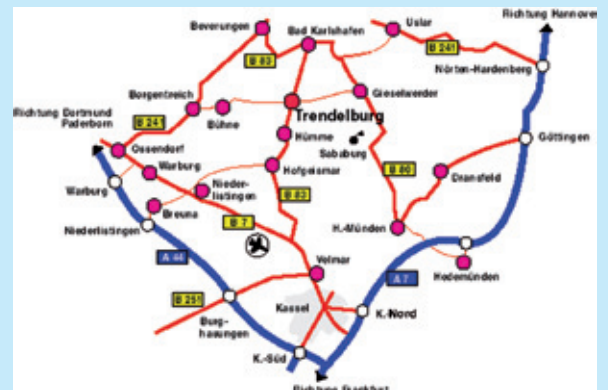 Richtung Hannover
Beverungen
Bad Karlshafen
Uslar
B 241
B 83
Nörten-Hardenberg
Borgentreich
Gieselwerder
Trendelburg
Richtung Dortmund
Paderborn
B 241
Bühne
Hümme
Sababurg
Göttingen
Ossendorf
Warburg
Hofgeismar
B 80
Dransfeld
Warburg
Nieder-
listingen
B 83
Breuna
Niederlistingen
B 7
H.-Münden
A 44
Velmar
A 7
Hedemünden
B 251
Kassel
K.-Nord
Burg-
hasungen
K.-Süd
Richtung Frankfurt